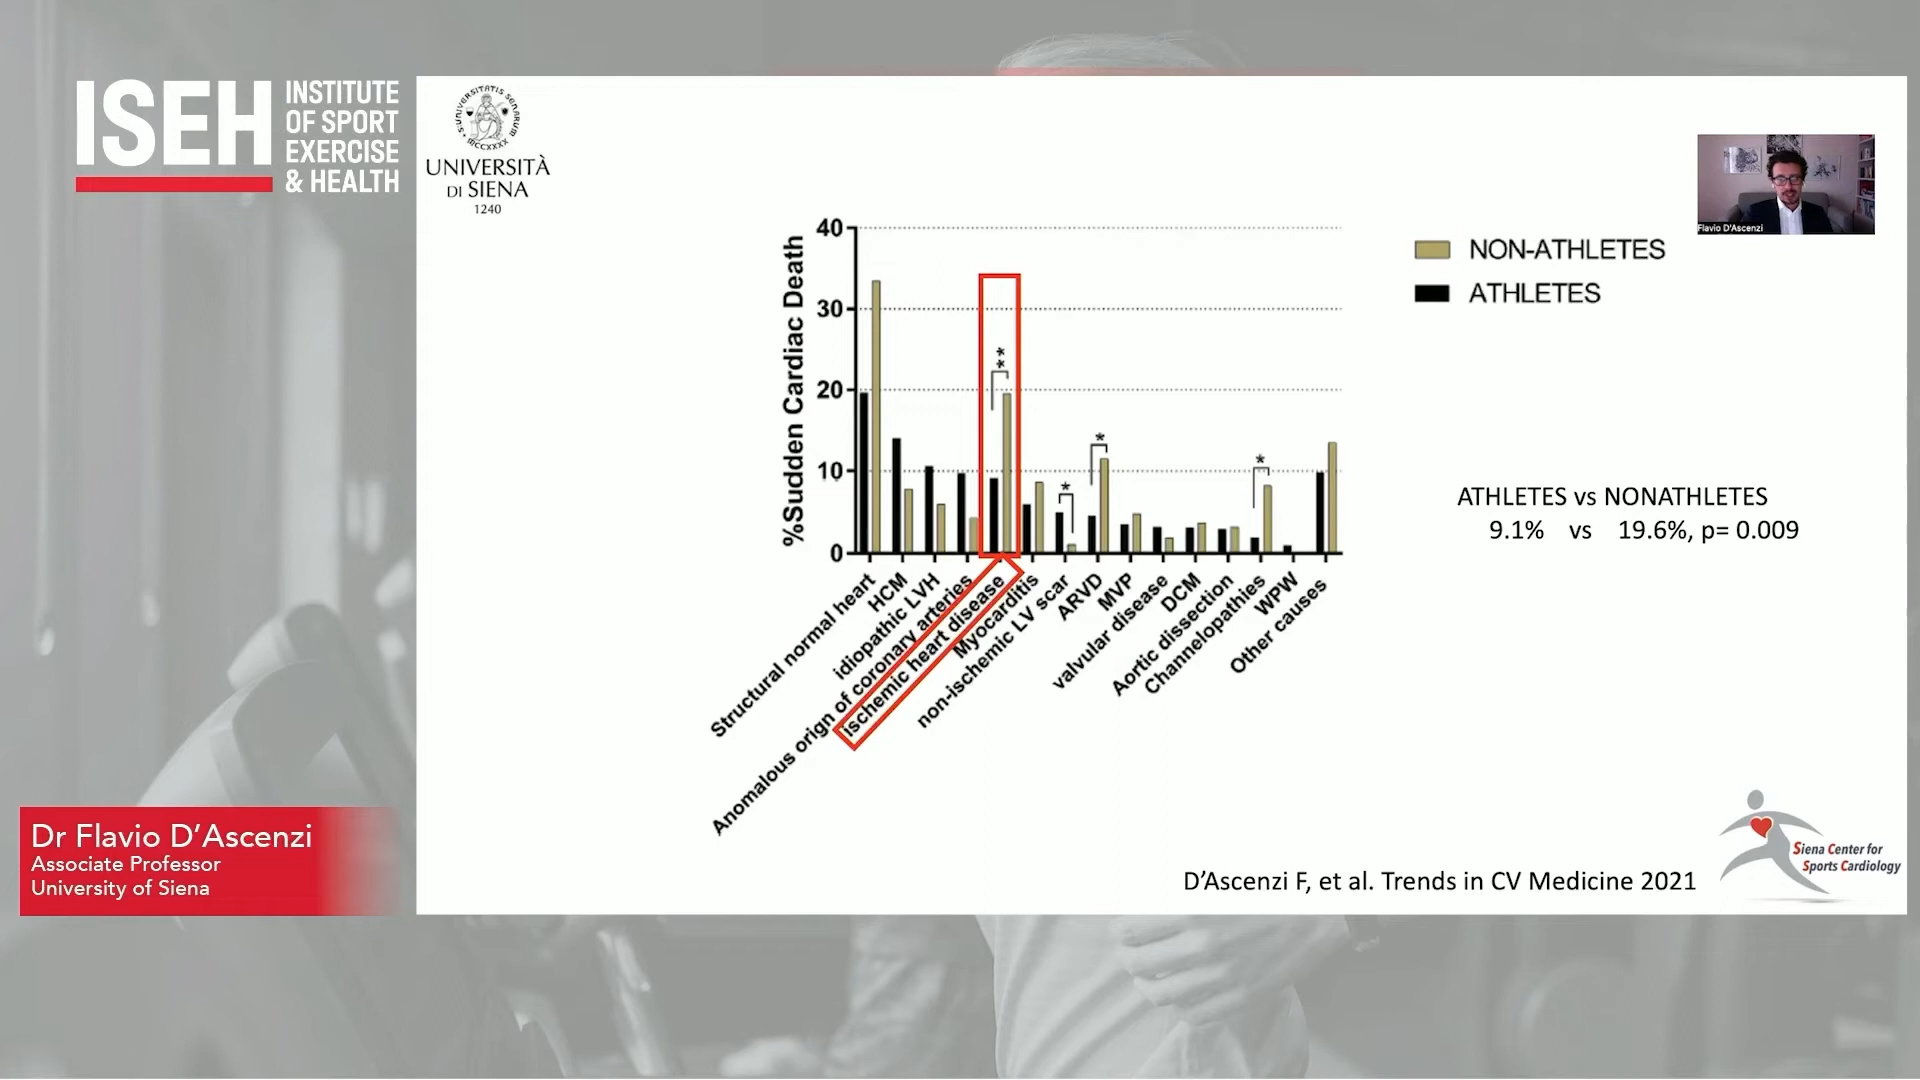 ISEH
INSTITUTE
OF SPORT
EXERCISE
& HEALTH
UNIVERSITÀ
DI SIENA
1240
Flavio D'Ascenzi
%Sudden Cardiac Death
40
30
20
10
0
**
*
*
*
Structural normal heart
HCM
idiopathic LVH
Anomalous orign of coronary arteries
Ischemic heart disease
Myocarditis
non-ischemic LV scar
ARVD
MVP
valvular disease
DCM
Aortic dissection
Channelopathies
WPW
Other causes
NON-ATHLETES
ATHLETES
ATHLETES vs NONATHLETES
9.1% vs 19.6%, p= 0.009
D'Ascenzi F, et al. Trends in CV Medicine 2021
Siena Center for
Sports Cardiology
Dr Flavio D'Ascenzi
Associate Professor
University of Siena